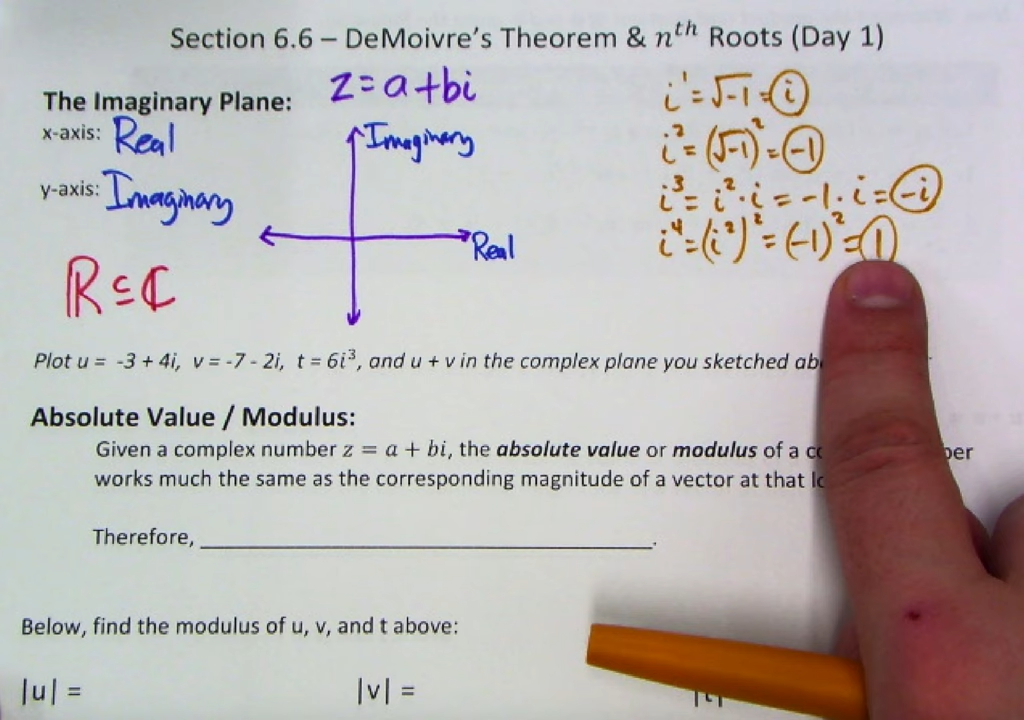 Section 6.6 – DeMoivre's Theorem & nᵗʰ Roots (Day 1)
The Imaginary Plane:
z = a + bi
x-axis: Real
y-axis: Imaginary
Imaginary
Real
ℝ ⊆ ℂ
i¹ = √-1 = i
i² = (√-1)² = -1
i³ = i² · i = -1 · i = -i
i⁴ = (i²)² = (-1)² = 1
Plot u = -3 + 4i, v = -7 - 2i, t = 6i³, and u + v in the complex plane you sketched
Absolute Value / Modulus:
Given a complex number z = a + bi, the absolute value or modulus of a
works much the same as the corresponding magnitude of a vector at that
Therefore, ________________________________________.
Below, find the modulus of u, v, and t above:
|u| =
|v| =